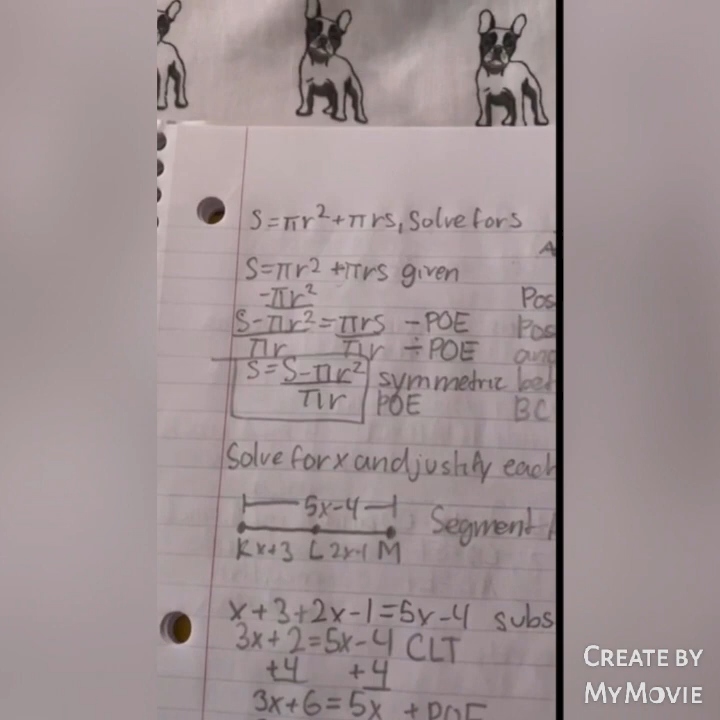 S=πr²+πrs, Solve for s
S=πr²+πrs given
-πr² Pos
S-πr²=πrs -POE Pos
πr πr ÷POE and
S=S-πr² symmetric bet
πr POE BC
Solve for x and justify each
5x-4
Segment
K x+3 L 2x-1 M
x+3+2x-1=5x-4 subs
3x+2=5x-4 CLT
+4 +4
3x+6=5x +POE
CREATE BY
MYMOVIE